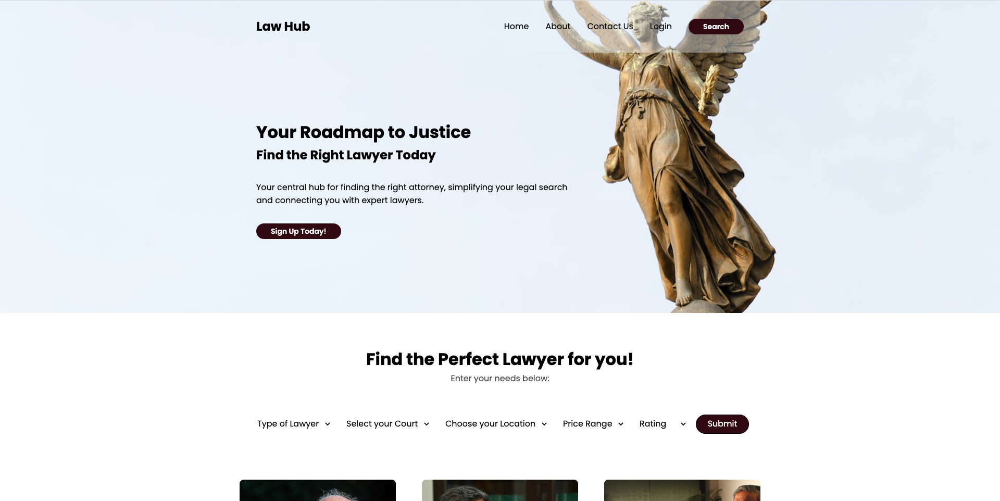 Law Hub
Home About Contact Us Login Search
Your Roadmap to Justice
Find the Right Lawyer Today
Your central hub for finding the right attorney, simplifying your legal search
and connecting you with expert lawyers.
Sign Up Today!
Find the Perfect Lawyer for you!
Enter your needs below:
Type of Lawyer Select your Court Choose your Location Price Range Rating Submit